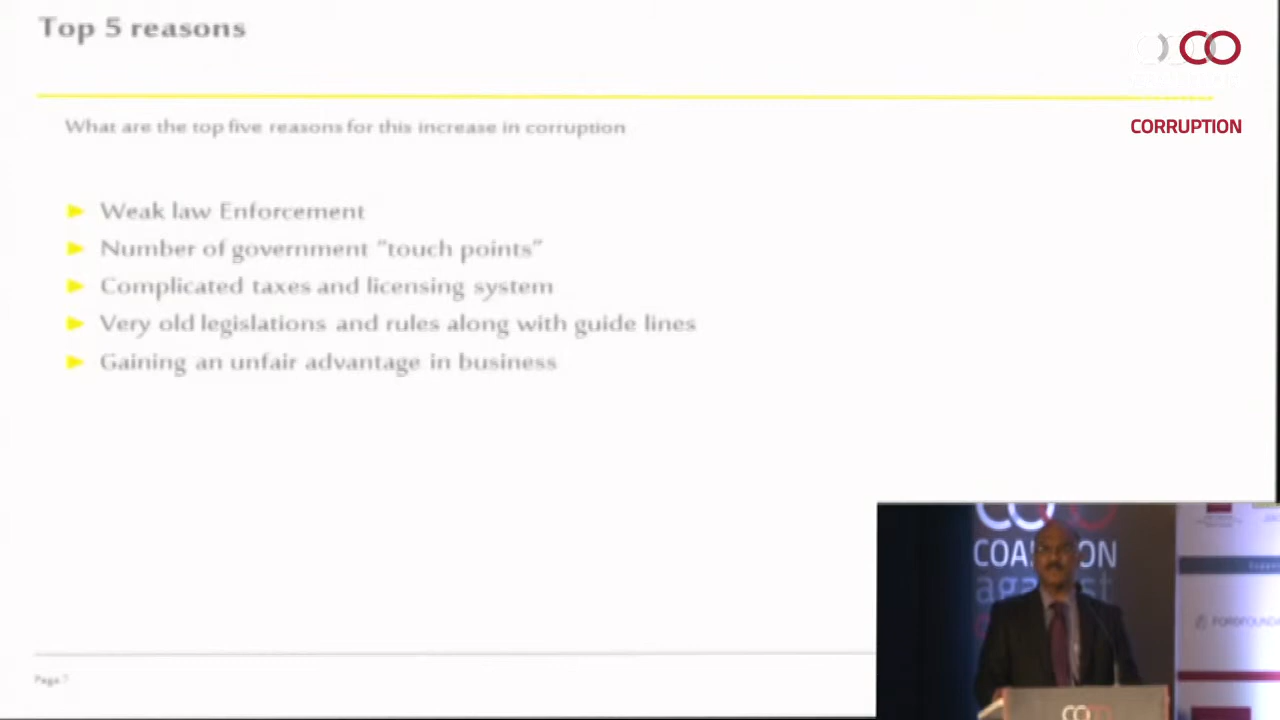 Top 5 reasons
CORRUPTION
What are the top five reasons for this increase in corruption
Weak law Enforcement
Number of government “touch points”
Complicated taxes and licensing system
Very old legislations and rules along with guide lines
Gaining an unfair advantage in business
COALITION
against
Page 7